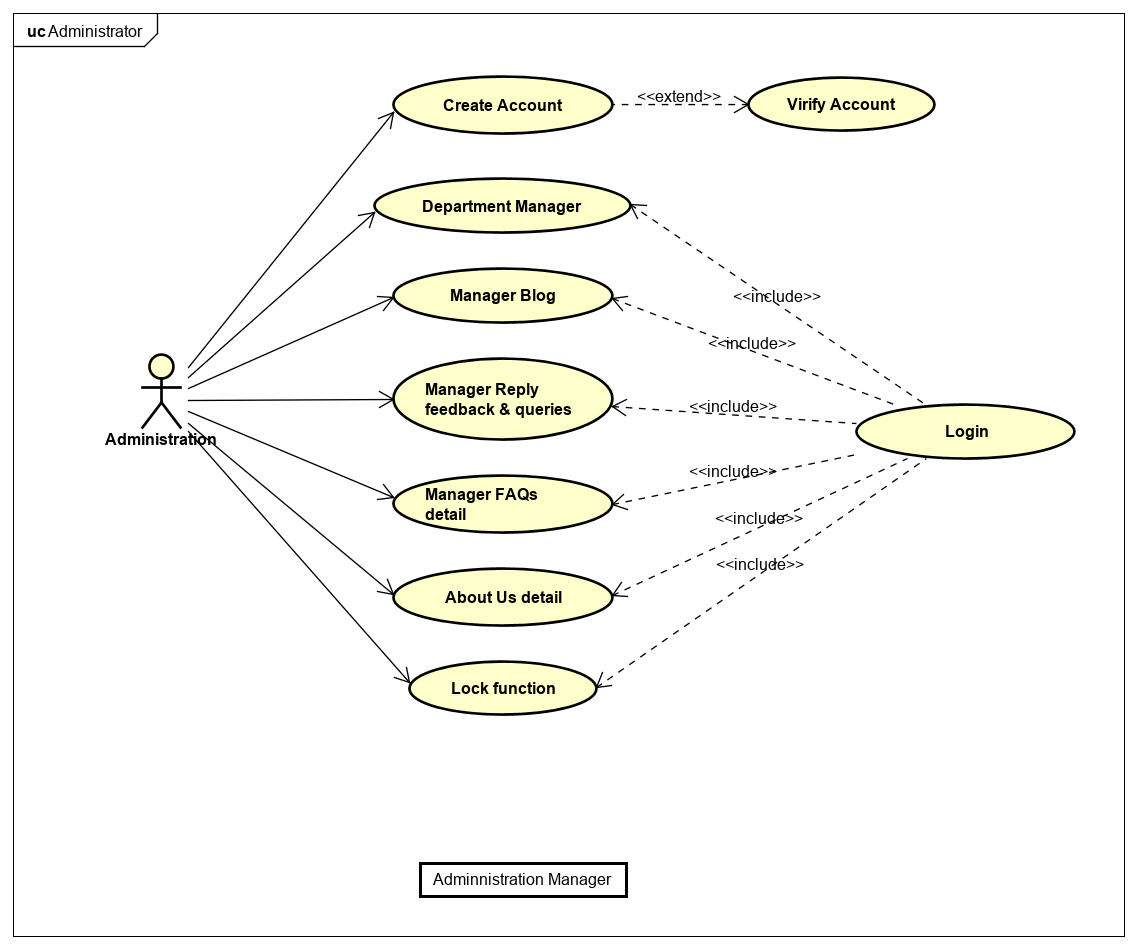 uc Administrator
Create Account
<<extend>>
Virify Account
Department Manager
Manager Blog
<<include>>
<<include>>
Manager Reply
feedback & queries
<<include>>
Administration
Login
Manager FAQs
detail
<<include>>
<<include>>
<<include>>
About Us detail
Lock function
Adminnistration Manager